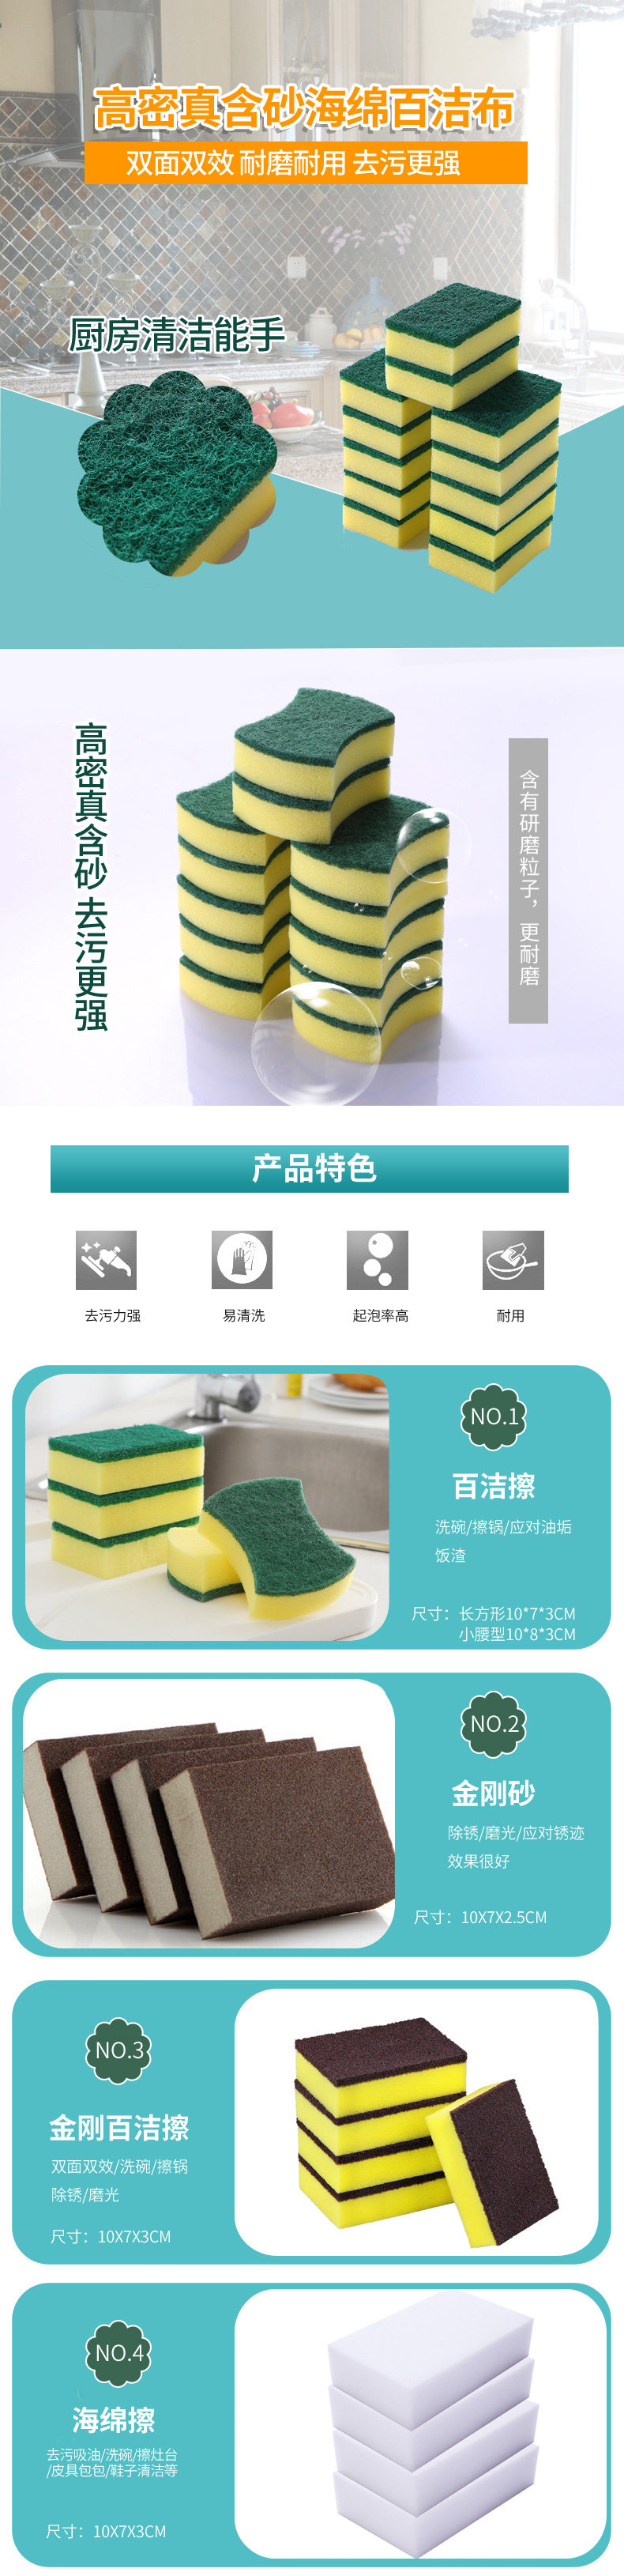 高密真含砂海绵百洁布
双面双效 耐磨耐用 去污更强
厨房清洁能手
高密真含砂 去污更强
含有研磨粒子，更耐磨
产品特色
去污力强
易清洗
起泡率高
耐用
NO.1
百洁擦
洗碗/擦锅/应对油垢
饭渣
尺寸：长方形10*7*3CM
小腰型10*8*3CM
NO.2
金刚砂
除锈/磨光/应对锈迹
效果很好
尺寸：10X7X2.5CM
NO.3
金刚百洁擦
双面双效/洗碗/擦锅
除锈/磨光
尺寸：10X7X3CM
NO.4
海绵擦
去污吸油/洗碗/擦灶台
/皮具包包/鞋子清洁等
尺寸：10X7X3CM